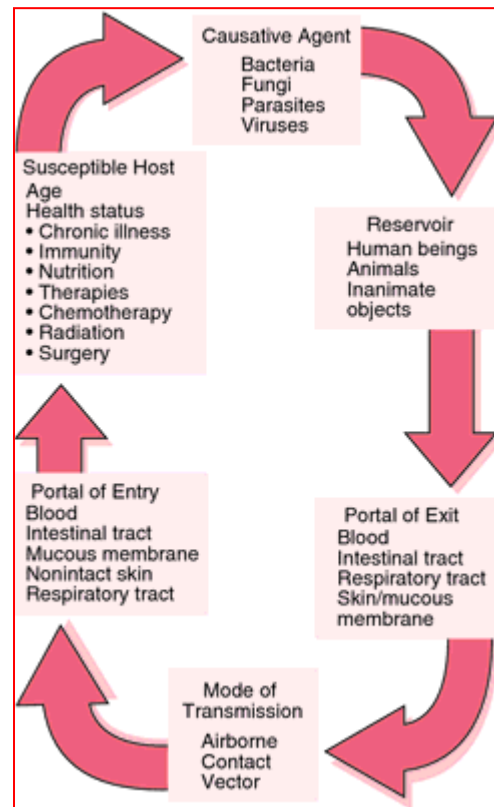 Causative Agent
Bacteria
Fungi
Parasites
Viruses
Reservoir
Human beings
Animals
Inanimate
objects
Portal of Exit
Blood
Intestinal tract
Respiratory tract
Skin/mucous
membrane
Mode of
Transmission
Airborne
Contact
Vector
Portal of Entry
Blood
Intestinal tract
Mucous membrane
Nonintact skin
Respiratory tract
Susceptible Host
Age
Health status
• Chronic illness
• Immunity
• Nutrition
• Therapies
• Chemotherapy
• Radiation
• Surgery